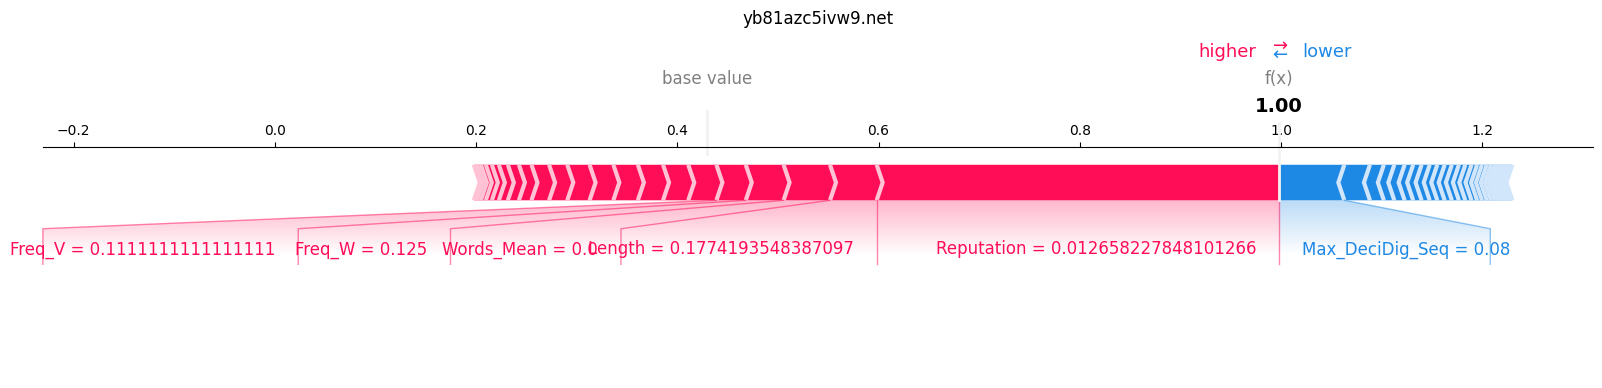 yb81azc5ivw9.net
higher → ← lower
base value f(x)
1.00
−0.2 0.0 0.2 0.4 0.6 0.8 1.0 1.2
Freq_V = 0.1111111111111111 Freq_W = 0.125 Words_Mean = 0.0 Length = 0.1774193548387097 Reputation = 0.012658227848101266 Max_DeciDig_Seq = 0.08